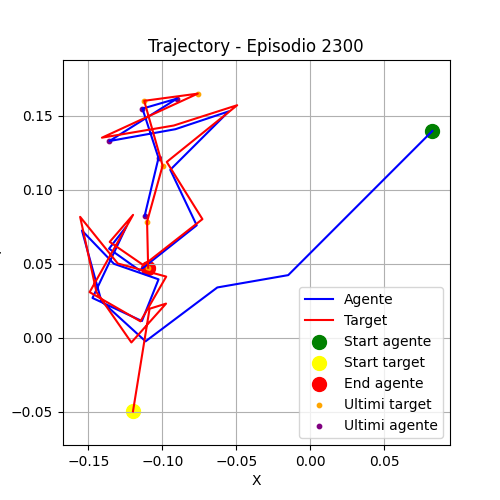 Trajectory - Episodio 2300
0.15
0.10
0.05
0.00
−0.05
−0.15
−0.10
−0.05
0.00
0.05
X
Agente
Target
Start agente
Start target
End agente
Ultimi target
Ultimi agente